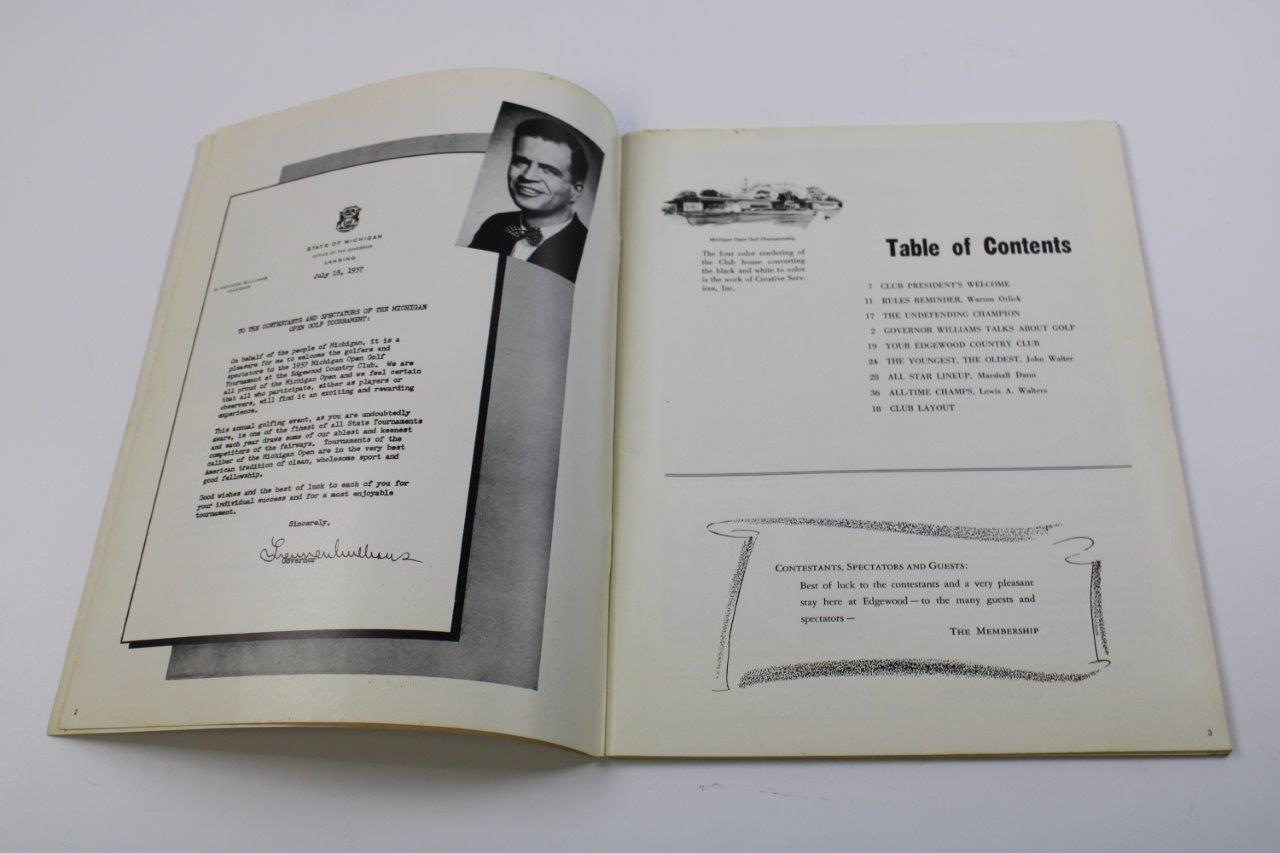 STATE OF MICHIGAN
OFFICE OF THE GOVERNOR
LANSING
G. MENNEN WILLIAMS
GOVERNOR
July 18, 1957
TO THE CONTESTANTS AND SPECTATORS OF THE MICHIGAN
OPEN GOLF TOURNAMENT:
On behalf of the people of Michigan, it is a
pleasure for me to welcome the golfers and
spectators to the 1957 Michigan Open Golf
Tournament at the Edgewood Country Club. We are
all proud of the Michigan Open and we feel certain
that all who participate, either as players or
observers, will find it an exciting and rewarding
experience.
This annual golfing event, as you are undoubtedly
aware, is one of the finest of all State Tournaments
and each year draws some of our ablest and keenest
competitors of the fairways. Tournaments of the
caliber of the Michigan Open are in the very best
American tradition of clean, wholesome sport and
good fellowship.
Good wishes and the best of luck to each of you for
your individual success and for a most enjoyable
tournament.
Sincerely,
Governor
2
Michigan Open Golf Championship
The four color rendering of
the Club house converting
the black and white to color
is the work of Creative Serv-
ices, Inc.
Table of Contents
7 CLUB PRESIDENT'S WELCOME
11 RULES REMINDER, Warren Orlick
17 THE UNDEFENDING CHAMPION
2 GOVERNOR WILLIAMS TALKS ABOUT GOLF
19 YOUR EDGEWOOD COUNTRY CLUB
24 THE YOUNGEST, THE OLDEST, John Walter
28 ALL STAR LINEUP, Marshall Dann
36 ALL-TIME CHAMPS, Lewis A. Walters
18 CLUB LAYOUT
CONTESTANTS, SPECTATORS AND GUESTS:
Best of luck to the contestants and a very pleasant
stay here at Edgewood — to the many guests and
spectators —
THE MEMBERSHIP
3